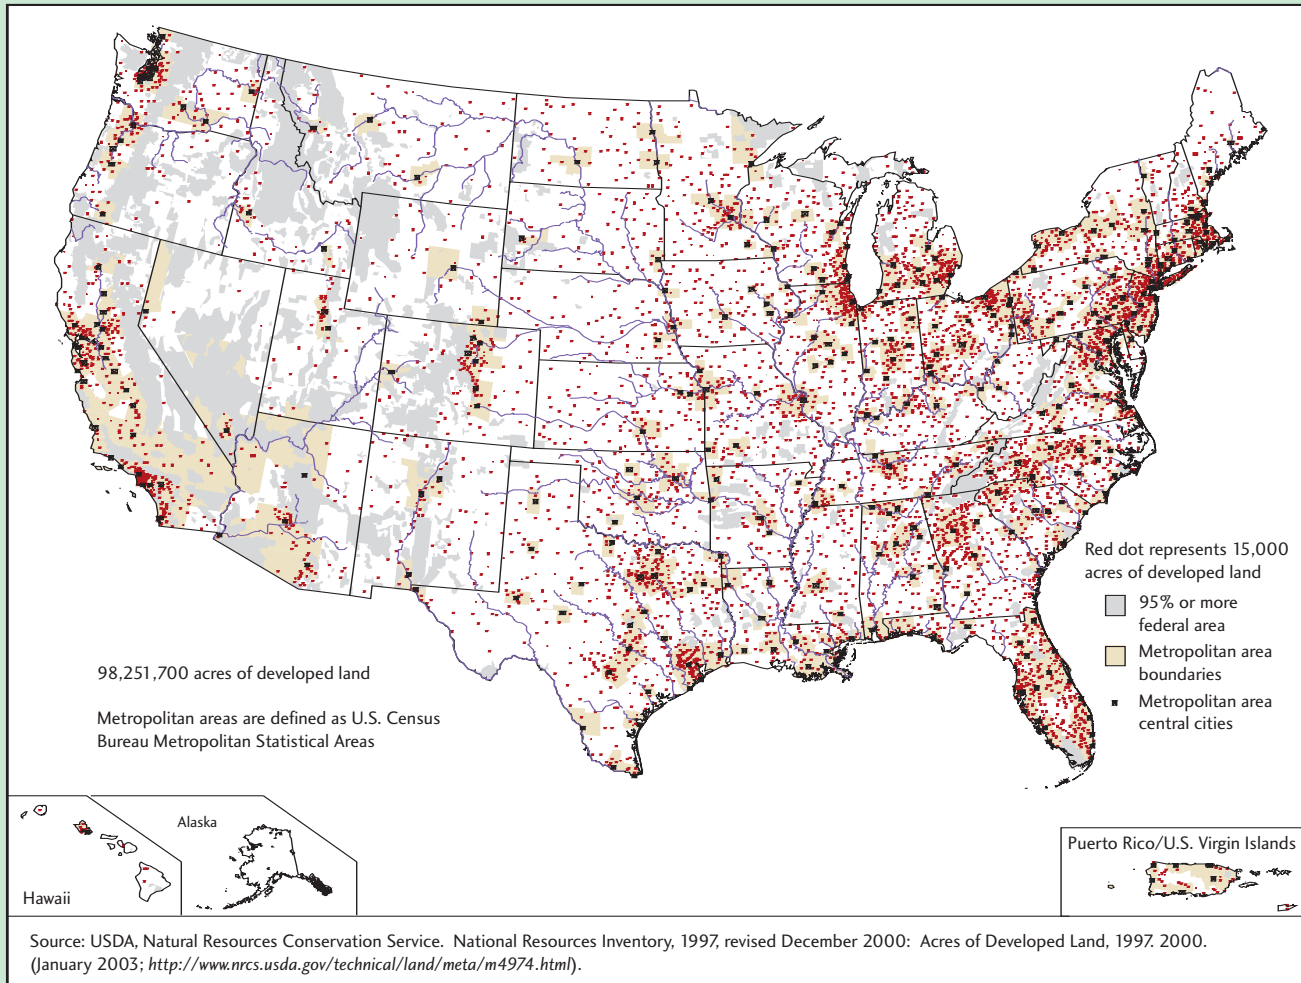 Red dot represents 15,000
acres of developed land
95% or more
federal area
Metropolitan area
boundaries
Metropolitan area
central cities
98,251,700 acres of developed land
Metropolitan areas are defined as U.S. Census
Bureau Metropolitan Statistical Areas
Hawaii
Alaska
Puerto Rico/U.S. Virgin Islands
Source: USDA, Natural Resources Conservation Service. National Resources Inventory, 1997, revised December 2000: Acres of Developed Land, 1997. 2000.
(January 2003; http://www.nrcs.usda.gov/technical/land/meta/m4974.html).